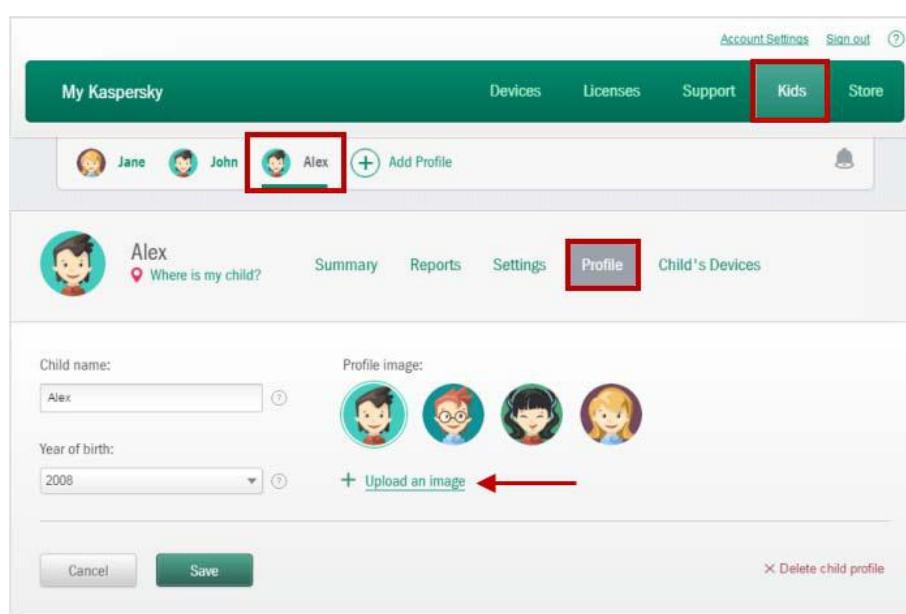 Account Settings Sign out ?
My Kaspersky Devices Licenses Support Kids Store
Jane John Alex + Add Profile
Alex
Where is my child?
Summary Reports Settings Profile Child's Devices
Child name: Profile image:
Alex ?
Year of birth:
2008 ?
+ Upload an image
Cancel Save × Delete child profile